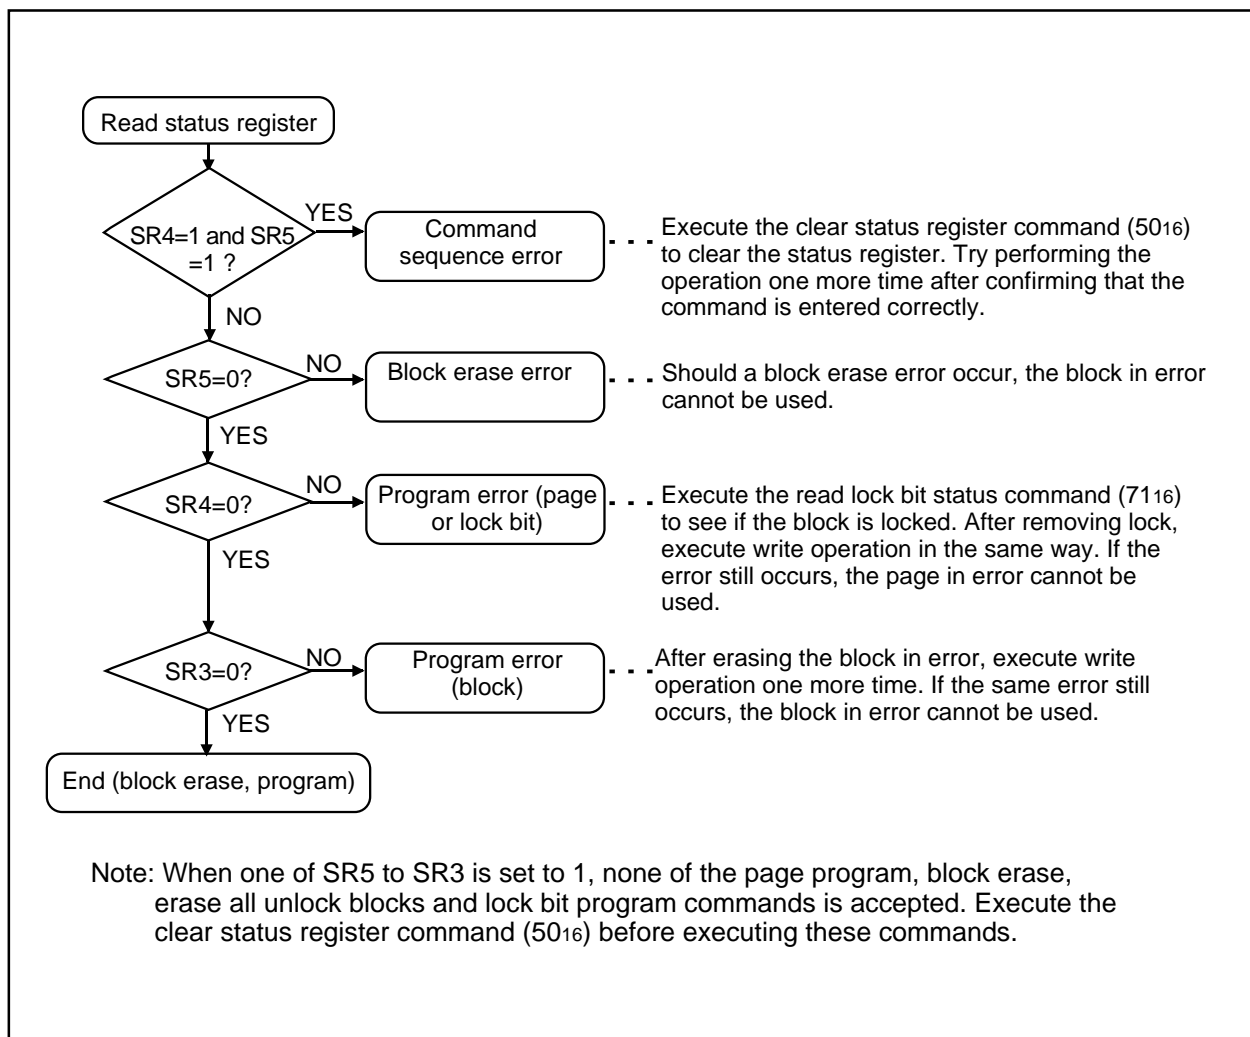 Read status register
SR4=1 and SR5
=1 ?
YES
Command
sequence error
Execute the clear status register command (5016)
to clear the status register. Try performing the
operation one more time after confirming that the
command is entered correctly.
NO
SR5=0?
NO
Block erase error
Should a block erase error occur, the block in error
cannot be used.
YES
SR4=0?
NO
Program error (page
or lock bit)
Execute the read lock bit status command (7116)
to see if the block is locked. After removing lock,
execute write operation in the same way. If the
error still occurs, the page in error cannot be
used.
YES
SR3=0?
NO
Program error
(block)
After erasing the block in error, execute write
operation one more time. If the same error still
occurs, the block in error cannot be used.
YES
End (block erase, program)
Note: When one of SR5 to SR3 is set to 1, none of the page program, block erase,
erase all unlock blocks and lock bit program commands is accepted. Execute the
clear status register command (5016) before executing these commands.